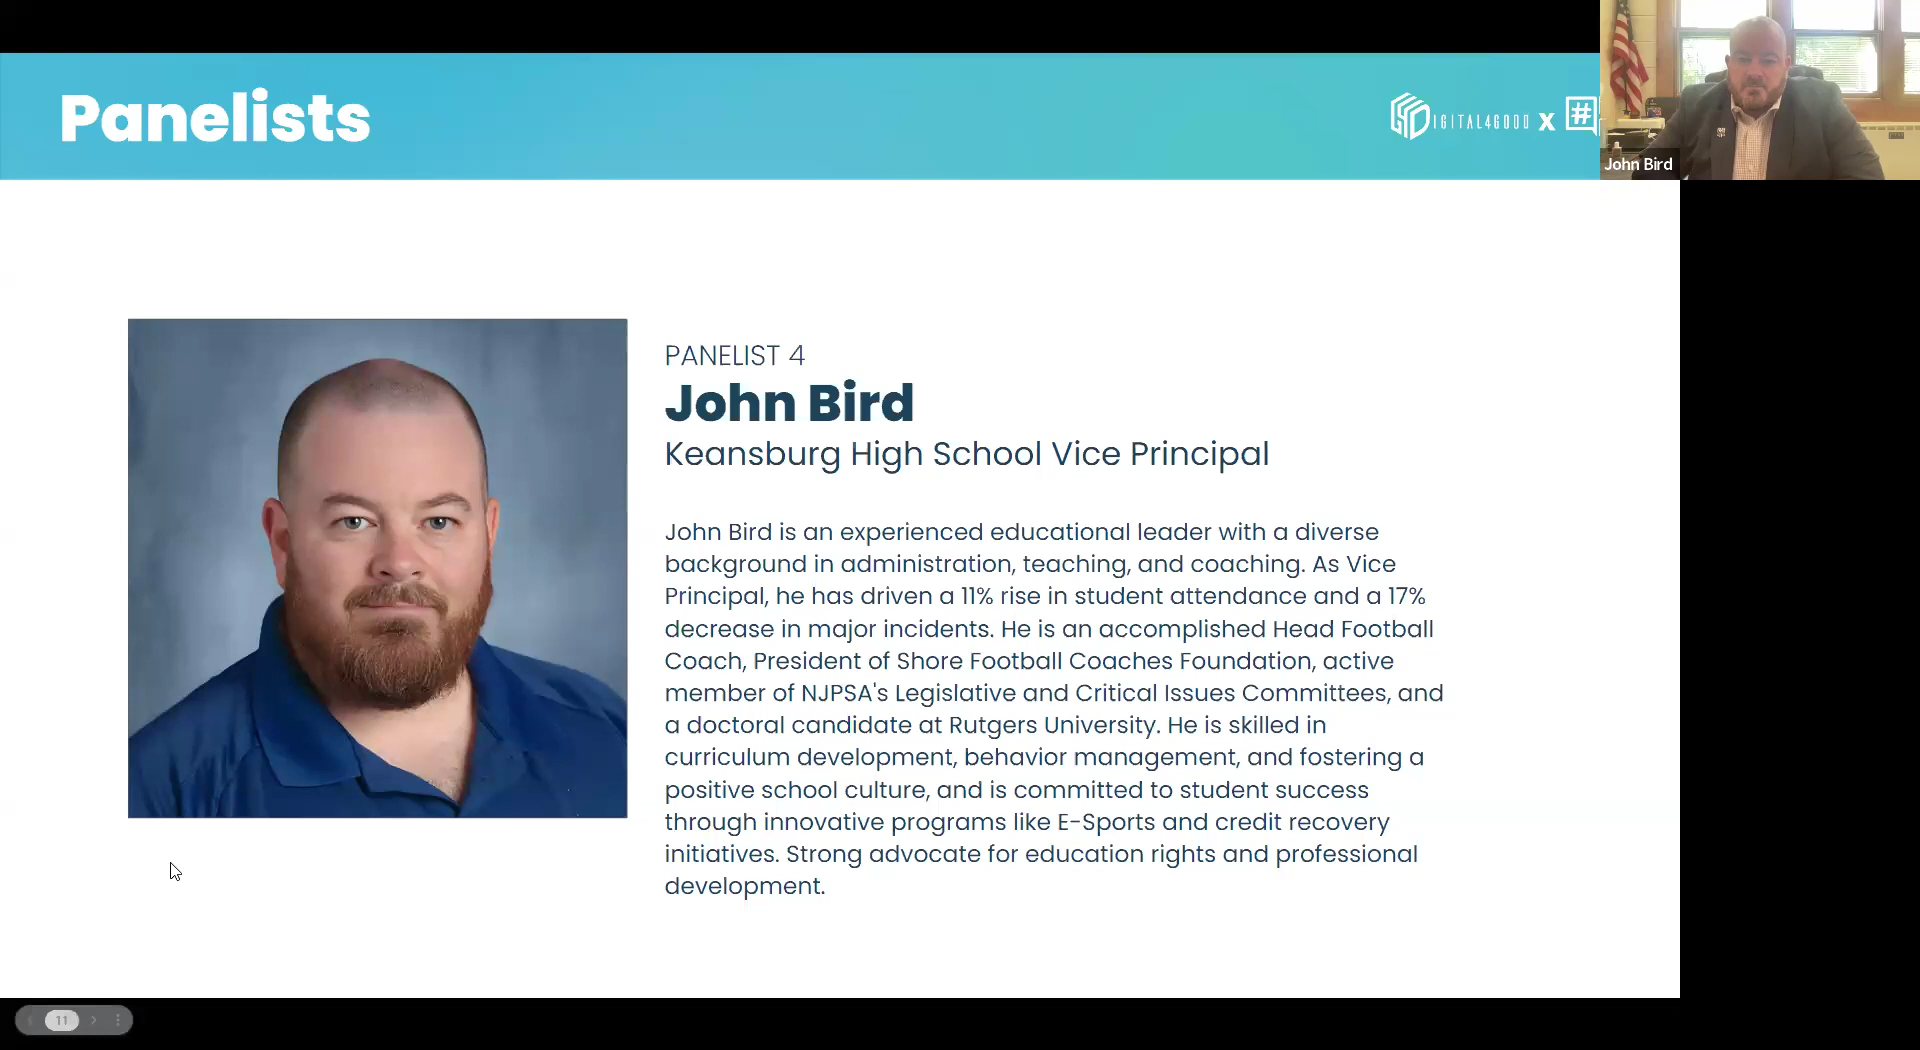 Panelists
DIGITAL4GOOD x #
John Bird
PANELIST 4
John Bird
Keansburg High School Vice Principal
John Bird is an experienced educational leader with a diverse
background in administration, teaching, and coaching. As Vice
Principal, he has driven a 11% rise in student attendance and a 17%
decrease in major incidents. He is an accomplished Head Football
Coach, President of Shore Football Coaches Foundation, active
member of NJPSA's Legislative and Critical Issues Committees, and
a doctoral candidate at Rutgers University. He is skilled in
curriculum development, behavior management, and fostering a
positive school culture, and is committed to student success
through innovative programs like E-Sports and credit recovery
initiatives. Strong advocate for education rights and professional
development.
11